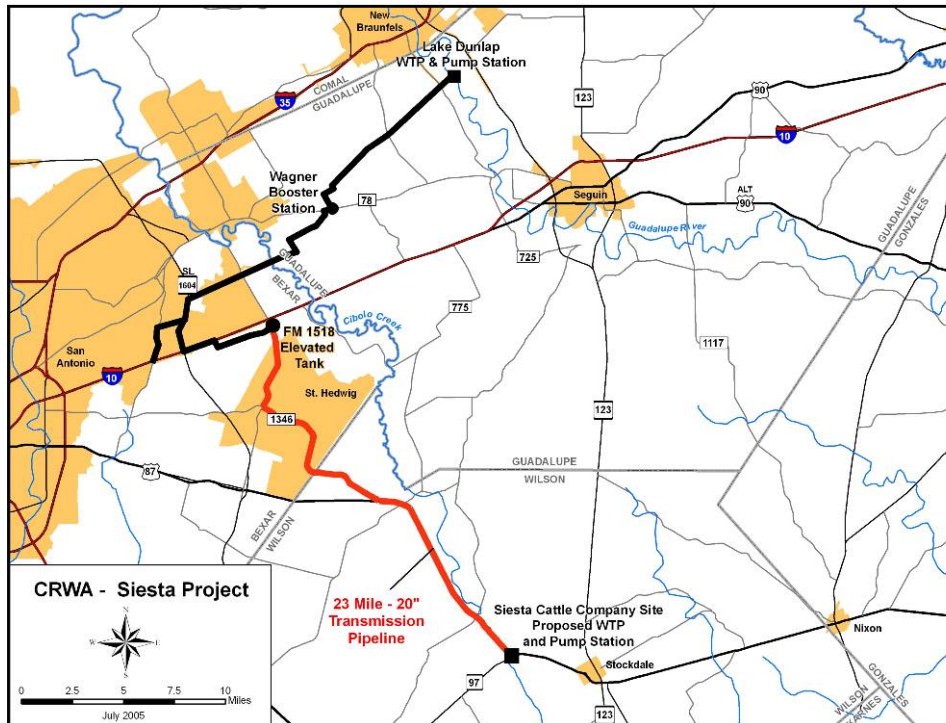 New
Braunfels
Lake Dunlap
WTP & Pump Station
COMAL
GUADALUPE
35
123
90
10
Wagner
Booster
Station
78
Seguin
ALT
90
GUADALUPE
GONZALES
Guadalupe River
725
SL
1604
GUADALUPE
BEXAR
775
Cibolo Creek
FM 1518
Elevated
Tank
1117
San
Antonio
10
St. Hedwig
1346
123
87
GUADALUPE
WILSON
BEXAR
WILSON
CRWA - Siesta Project
N
W
E
S
0 2.5 5 7.5 10
Miles
July 2005
23 Mile - 20"
Transmission
Pipeline
Siesta Cattle Company Site
Proposed WTP
and Pump Station
Nixon
Stockdale
97
123
WILSON
KARNES
GONZALES